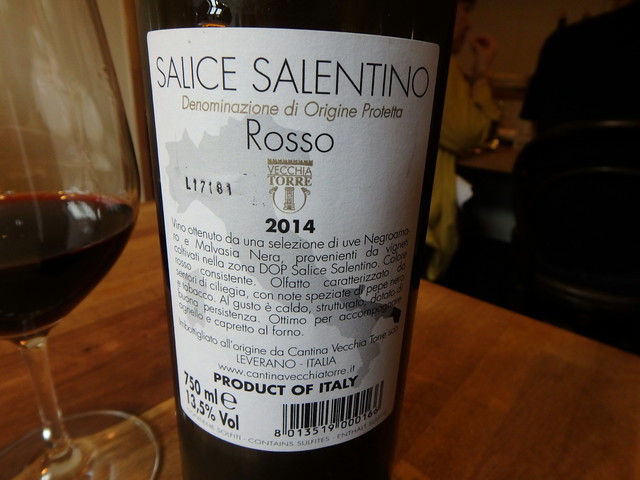 SALICE SALENTINO
Denominazione di Origine Protetta
Rosso
VECCHIA
TORRE
L17181
2014
Vino ottenuto da una selezione di uve Negroama-
ro e Malvasia Nera, provenienti da vigneti
coltivati nella zona DOP Salice Salentino. Colore
rosso consistente. Olfatto caratterizzato da
sentori di ciliegia, con note speziate di pepe nero
e tabacco. Al gusto è caldo, strutturato, dotato di
buona persistenza. Ottimo per accompagnare
agnello e capretto al forno.
Imbottigliato all'origine da Cantina Vecchia Torre
LEVERANO - ITALIA
www.cantinavecchiatorre.it
PRODUCT OF ITALY
750 ml e
13,5% Vol
8 013519 000166
SOLFITI - CONTAINS SULFITES - ENTHÄLT